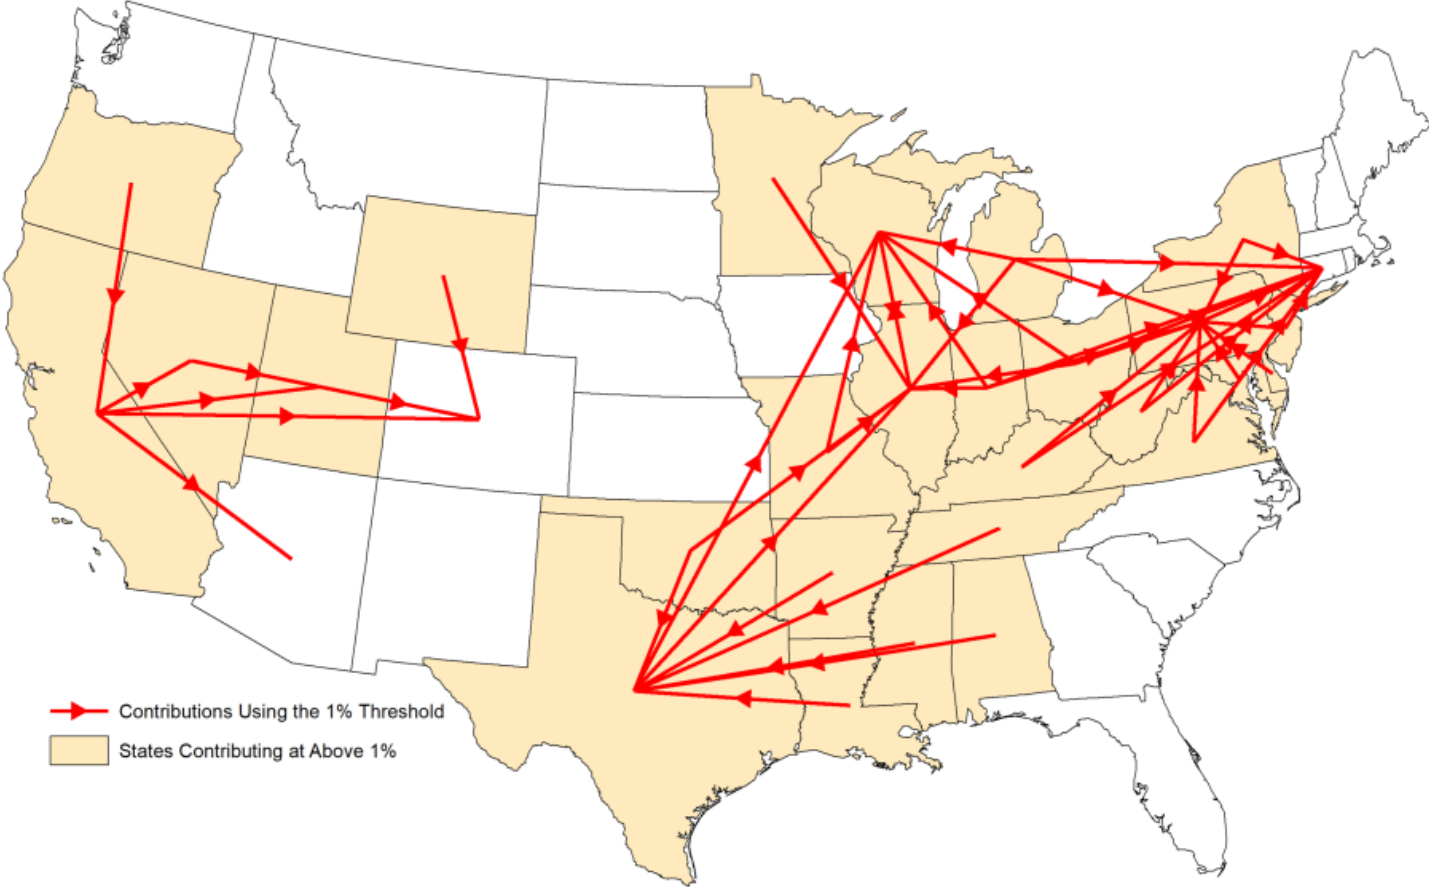 Contributions Using the 1% Threshold
States Contributing at Above 1%